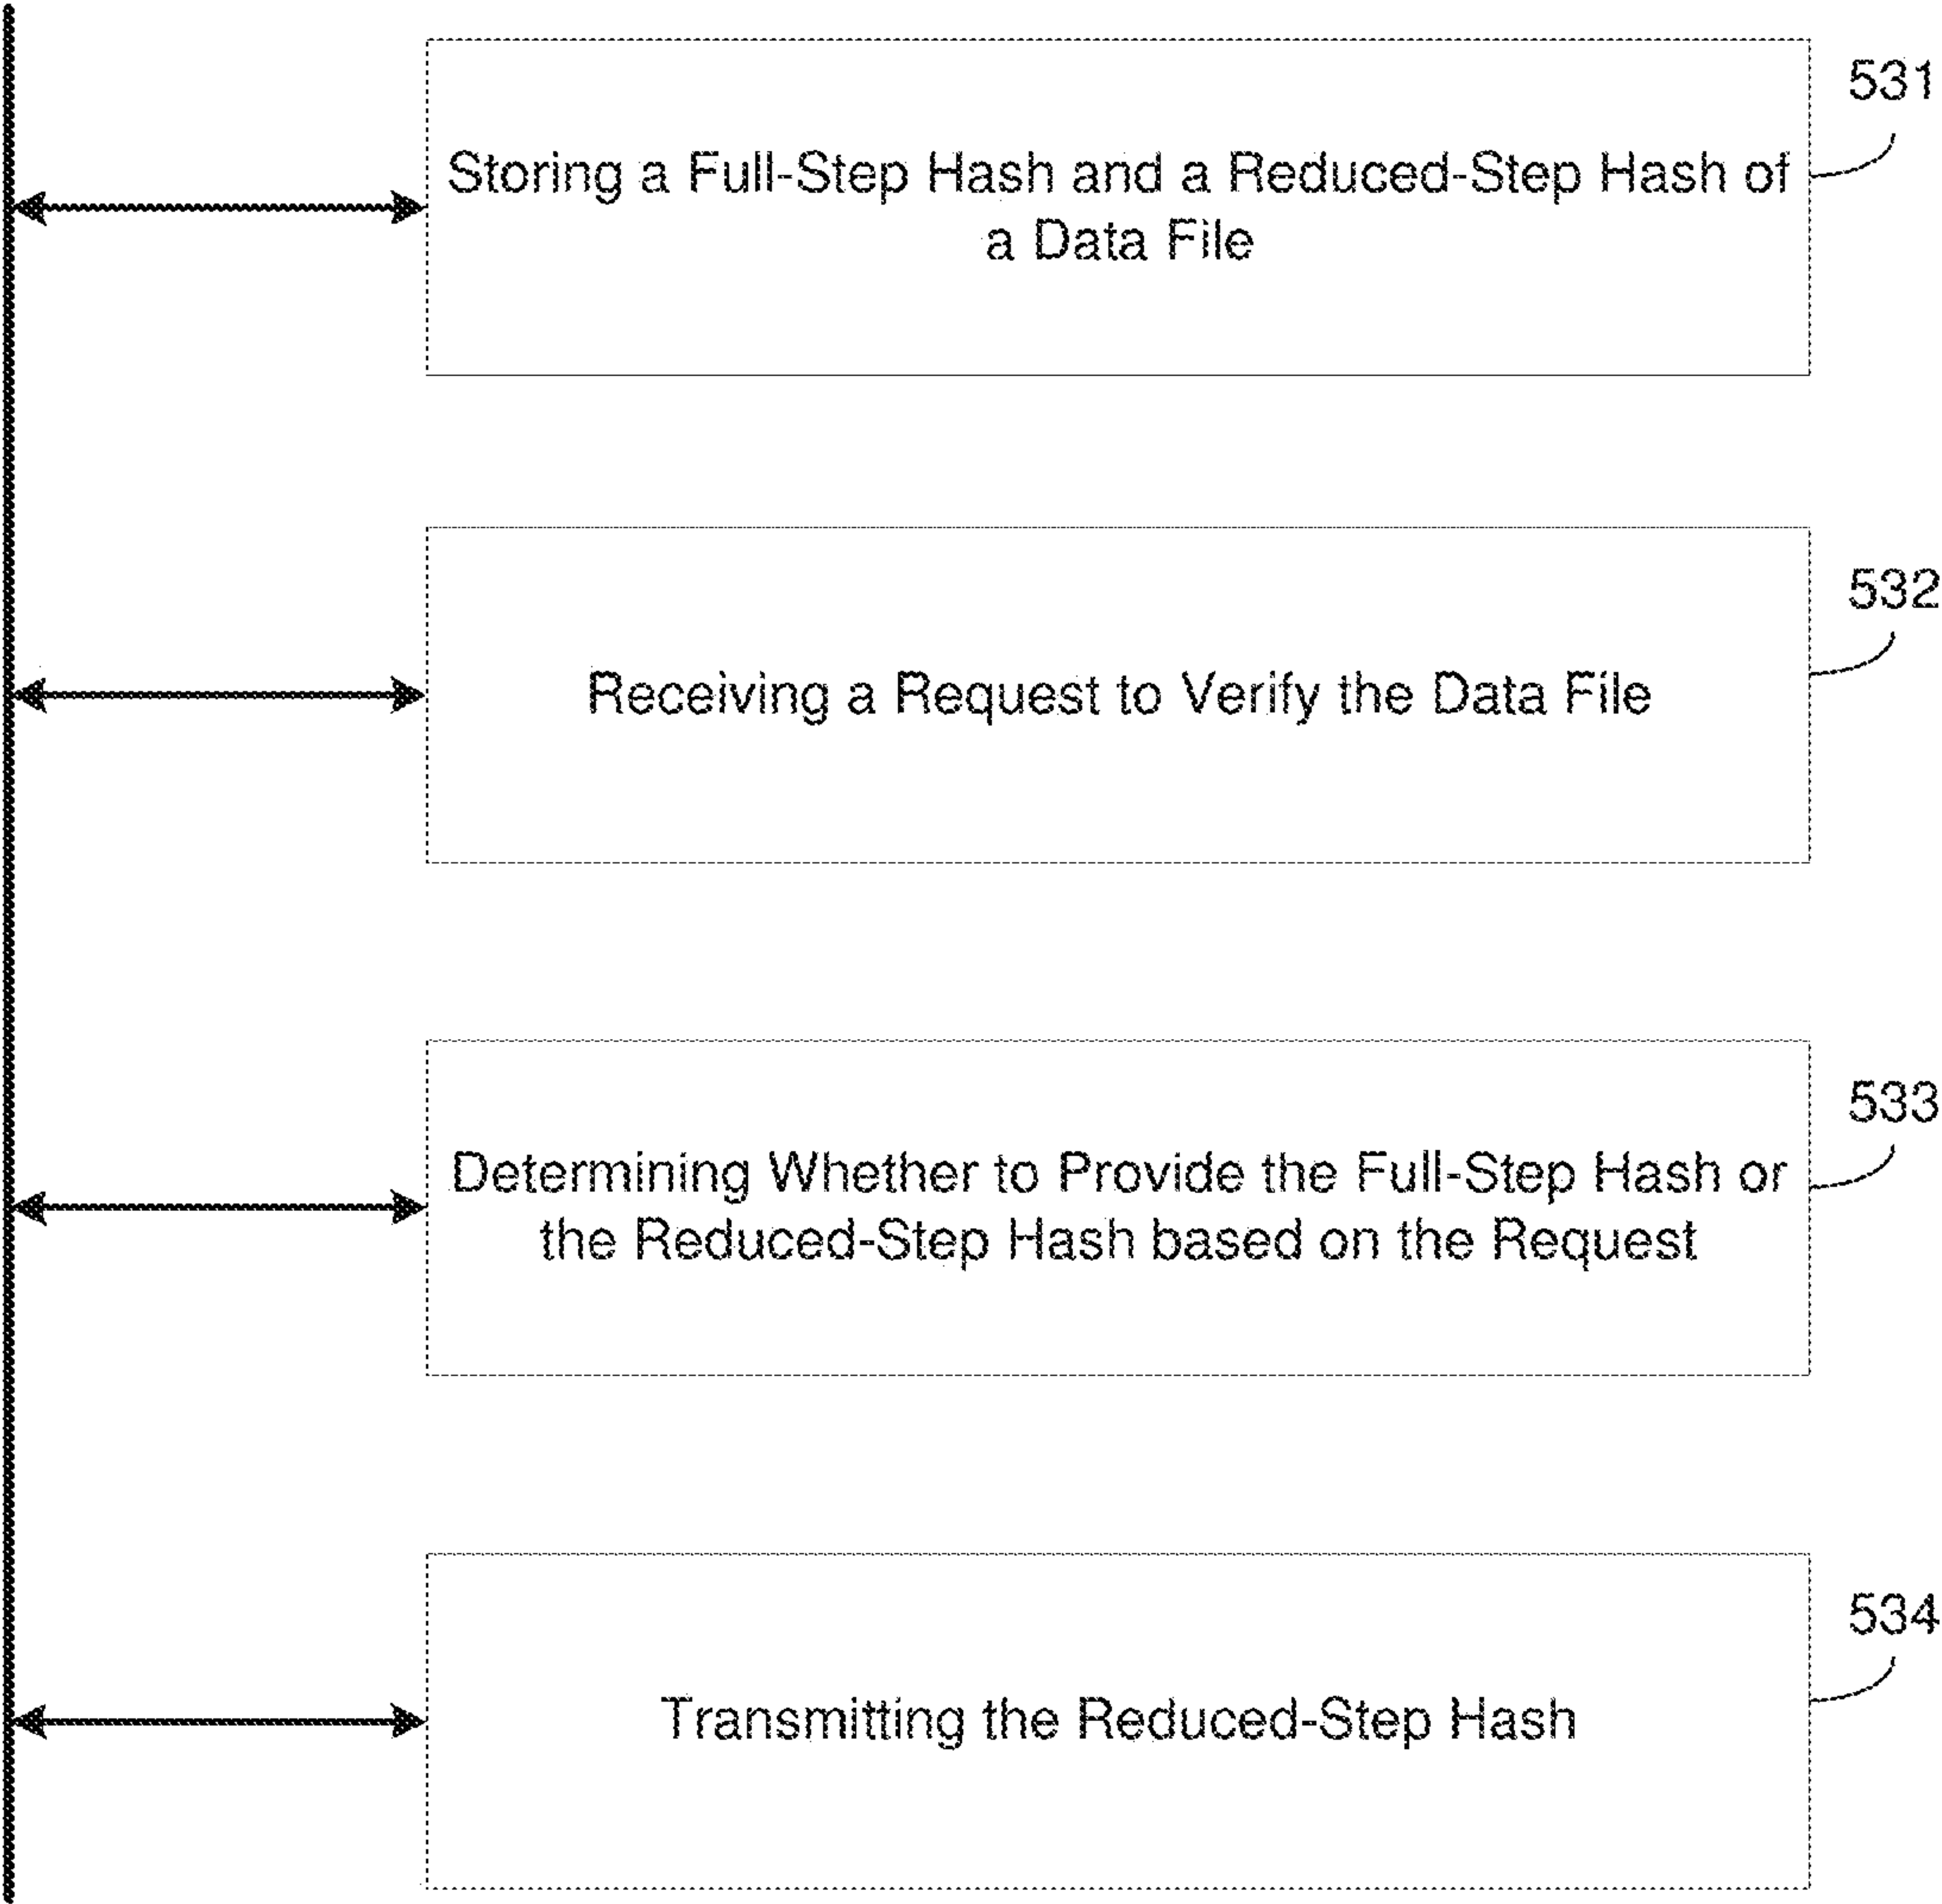 531
Storing a Full-Step Hash and a Reduced-Step Hash of
a Data File
532
Receiving a Request to Verify the Data File
533
Determining Whether to Provide the Full-Step Hash or
the Reduced-Step Hash based on the Request
534
Transmitting the Reduced-Step Hash